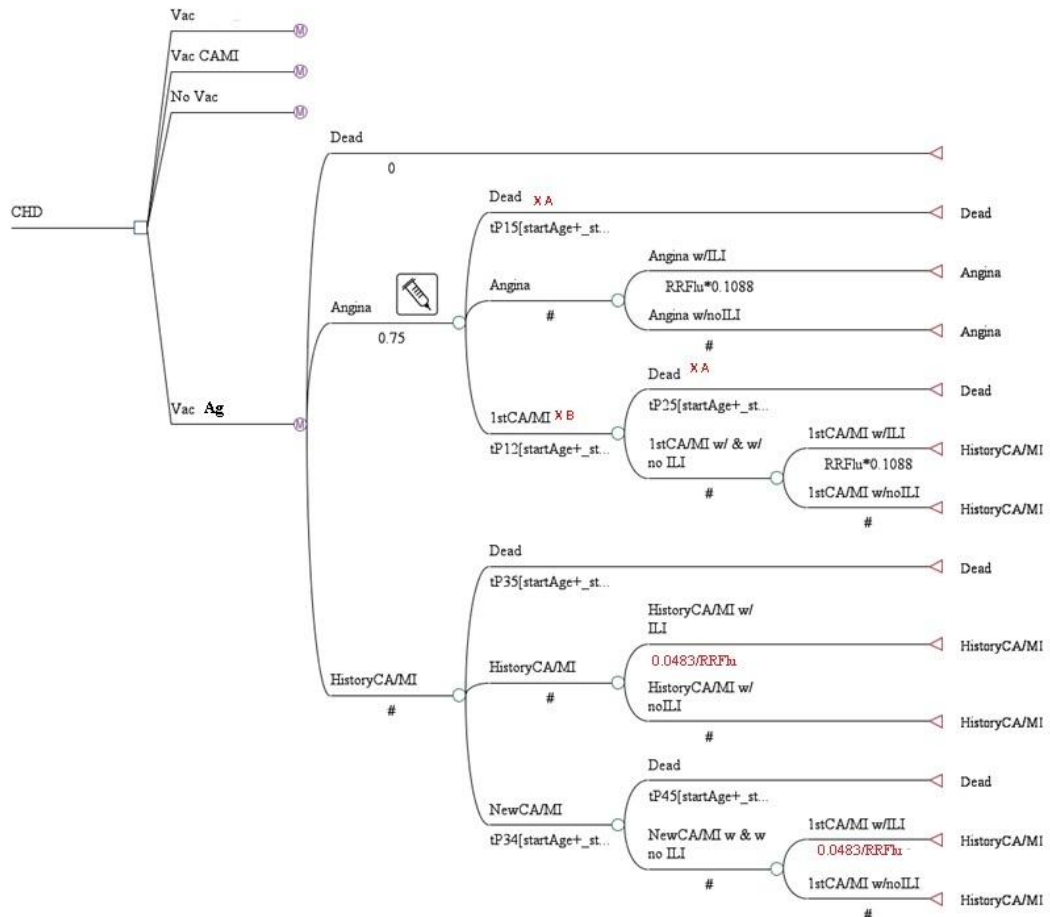 Vac
Vac CAMI
No Vac
Dead
0
CHD
Dead X A
Dead
tP15[startAge+_st...
Angina w/ILI
Angina
RRFlu*0.1088
Angina
Angina
Angina w/noILI
#
Angina
0.75
#
Dead X A
Dead
tP25[startAge+_st...
Vac Ag
1stCA/MI X B
tP12[startAge+_st...
1stCA/MI w/ & w/
no ILI
1stCA/MI w/ILI
HistoryCA/MI
RRFlu*0.1088
1stCA/MI w/noILI
#
HistoryCA/MI
#
Dead
Dead
tP35[startAge+_st...
HistoryCA/MI w/
ILI
HistoryCA/MI
0.0483/RRFlu
HistoryCA/MI
HistoryCA/MI
HistoryCA/MI w/
noILI
#
#
HistoryCA/MI
#
Dead
Dead
tP45[startAge+_st...
NewCA/MI
tP34[startAge+_st...
NewCA/MI w & w
no ILI
1stCA/MI w/ILI
HistoryCA/MI
0.0483/RRFlu
#
1stCA/MI w/noILI
HistoryCA/MI
#